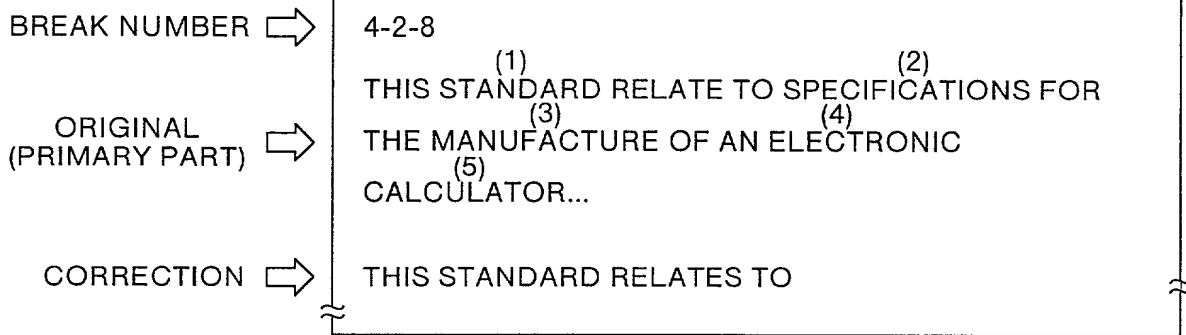 BREAK NUMBER
4-2-8
(1) (2)
THIS STANDARD RELATE TO SPECIFICATIONS FOR
(3) (4)
ORIGINAL
(PRIMARY PART)
THE MANUFACTURE OF AN ELECTRONIC
(5)
CALCULATOR...
CORRECTION
THIS STANDARD RELATES TO